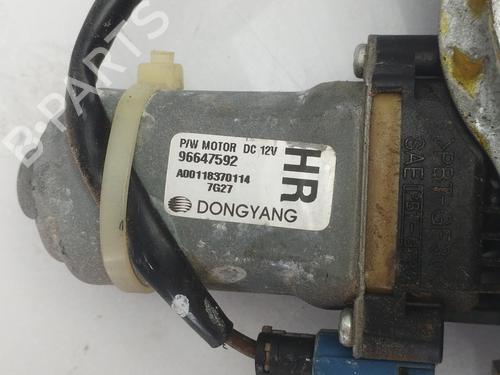 P/W MOTOR DC 12V
96647592
A00118370114
7G27
HR
DONGYANG
B-PARTS